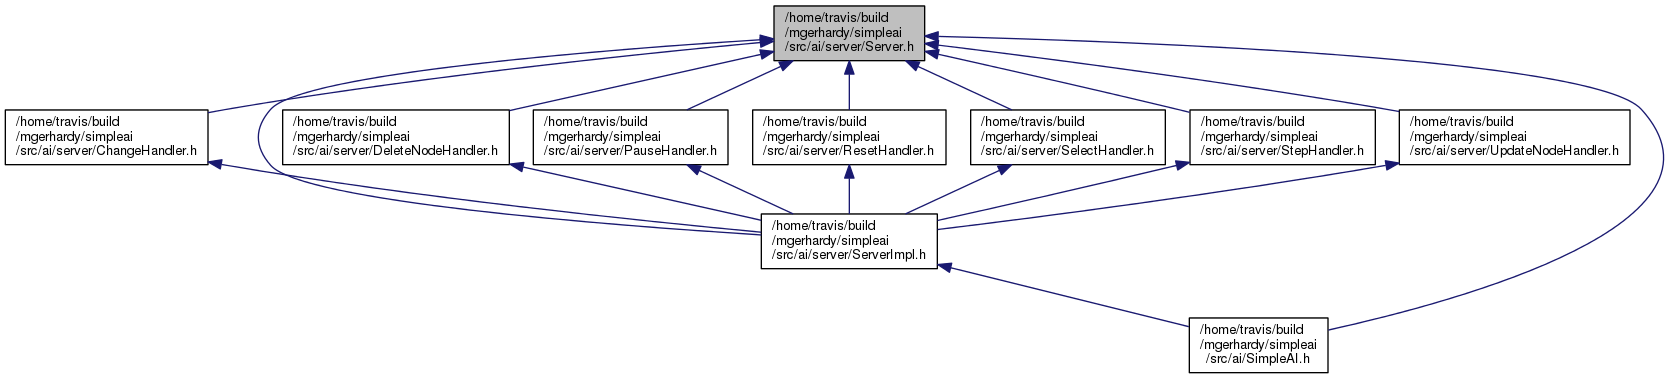 /home/travis/build
/mgerhardy/simpleai
/src/ai/server/Server.h
/home/travis/build
/mgerhardy/simpleai
/src/ai/server/ChangeHandler.h
/home/travis/build
/mgerhardy/simpleai
/src/ai/server/DeleteNodeHandler.h
/home/travis/build
/mgerhardy/simpleai
/src/ai/server/PauseHandler.h
/home/travis/build
/mgerhardy/simpleai
/src/ai/server/ResetHandler.h
/home/travis/build
/mgerhardy/simpleai
/src/ai/server/SelectHandler.h
/home/travis/build
/mgerhardy/simpleai
/src/ai/server/StepHandler.h
/home/travis/build
/mgerhardy/simpleai
/src/ai/server/UpdateNodeHandler.h
/home/travis/build
/mgerhardy/simpleai
/src/ai/server/ServerImpl.h
/home/travis/build
/mgerhardy/simpleai
/src/ai/SimpleAI.h